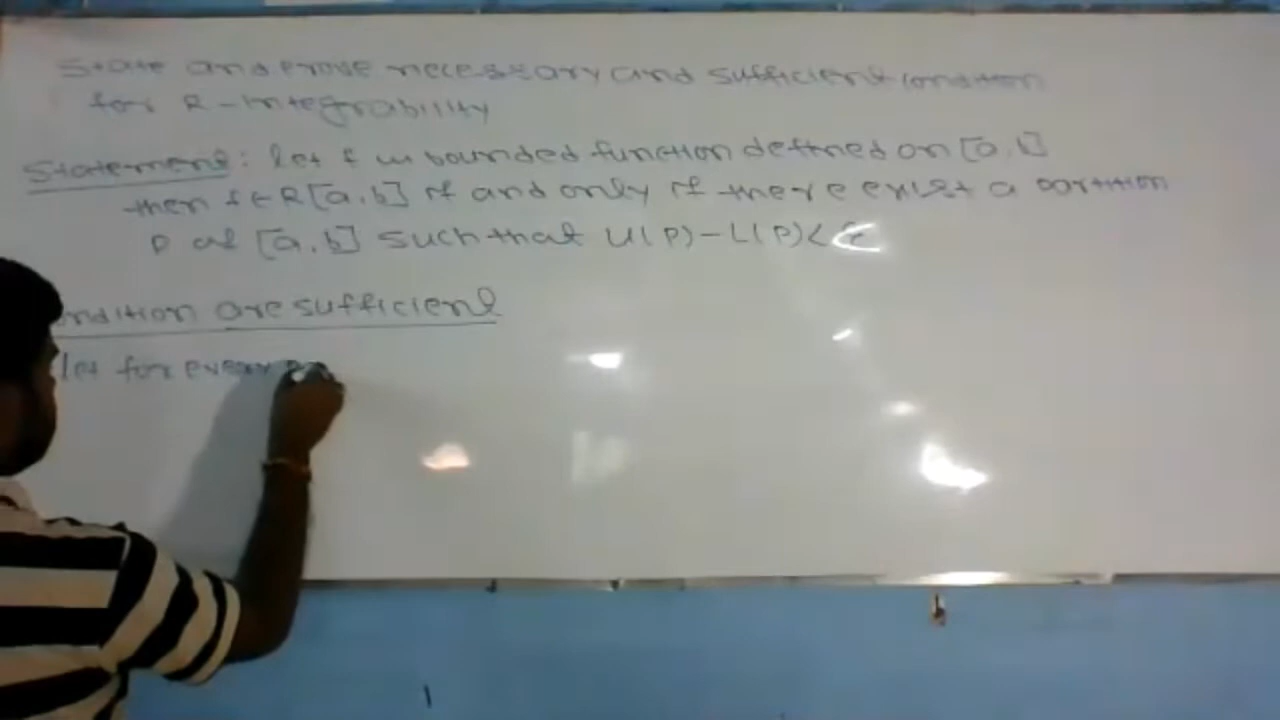 State and prove necessary and sufficient condition
for R-integrability
Statement: let f is bounded function defined on [a,b]
then f∈R[a,b] if and only if there exist a partition
P of [a,b] such that U(P)-L(P)<ε
ondition are sufficient
let for every